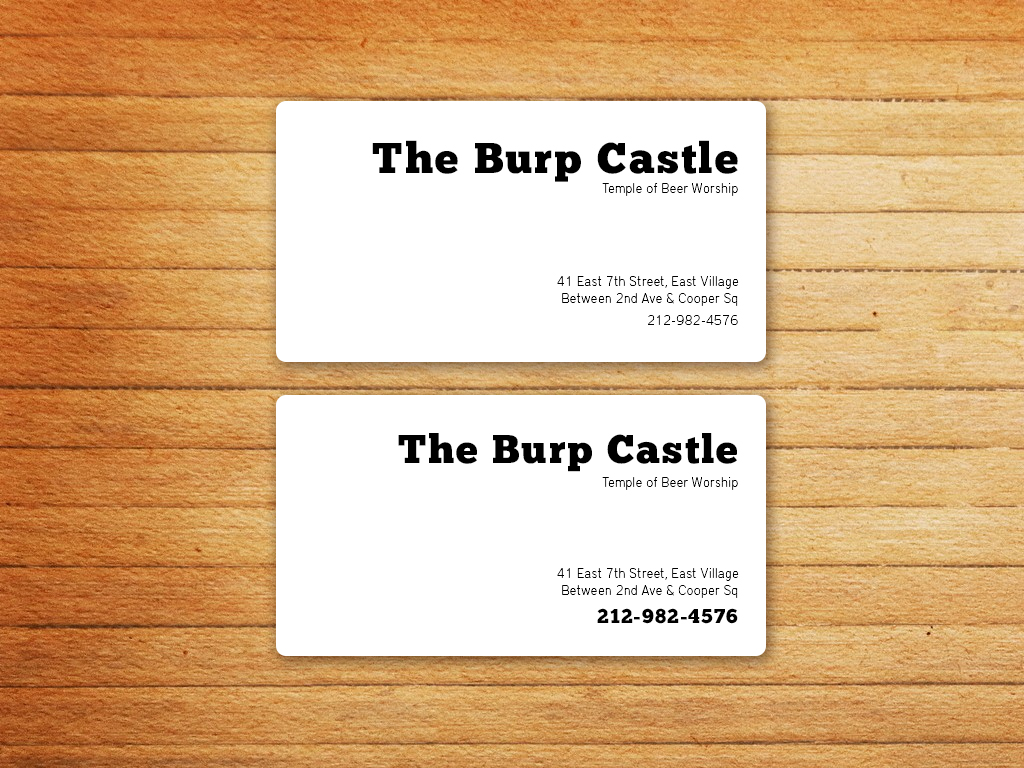 The Burp Castle
Temple of Beer Worship
41 East 7th Street, East Village
Between 2nd Ave & Cooper Sq
212-982-4576
The Burp Castle
Temple of Beer Worship
41 East 7th Street, East Village
Between 2nd Ave & Cooper Sq
212-982-4576